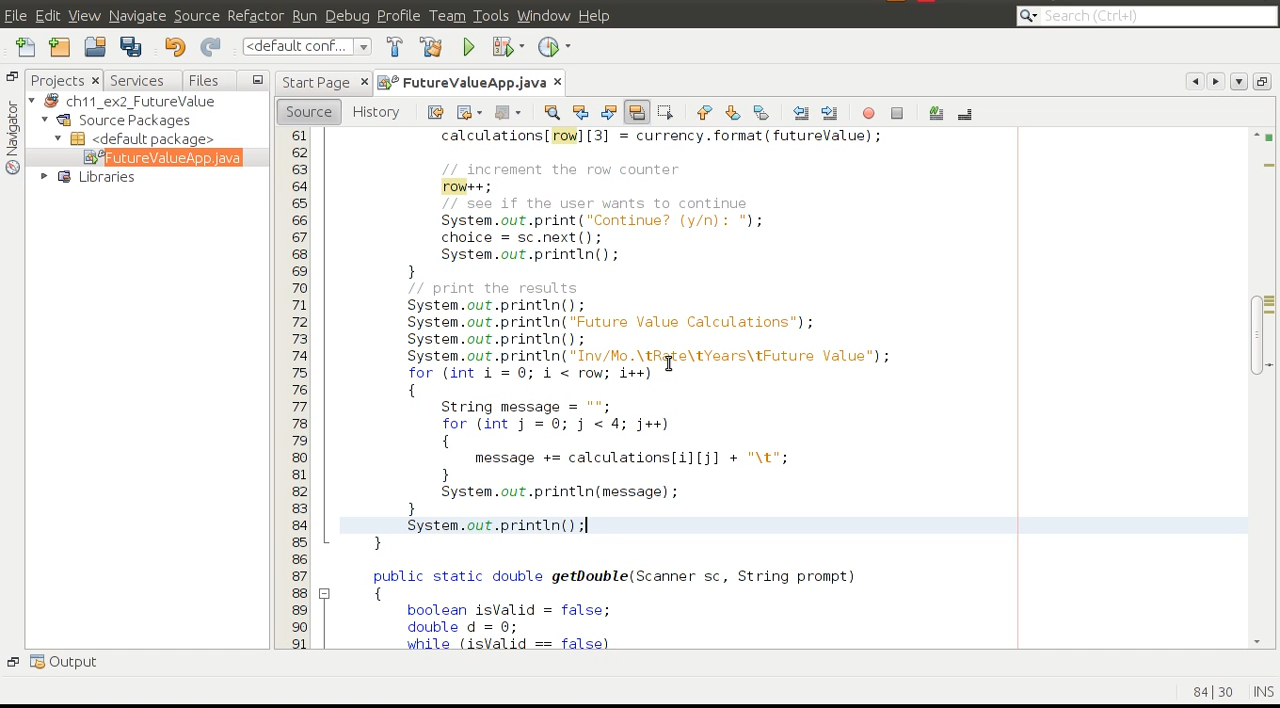 File Edit View Navigate Source Refactor Run Debug Profile Team Tools Window Help
Search (Ctrl+I)
<default conf...
Projects Services Files
Start Page FutureValueApp.java
Navigator
Source History
ch11_ex2_FutureValue
Source Packages
<default package>
FutureValueApp.java
Libraries
61 calculations[row][3] = currency.format(futureValue);
62
63 // increment the row counter
64 row++;
65 // see if the user wants to continue
66 System.out.print("Continue? (y/n): ");
67 choice = sc.next();
68 System.out.println();
69 }
70 // print the results
71 System.out.println();
72 System.out.println("Future Value Calculations");
73 System.out.println();
74 System.out.println("Inv/Mo.\tRate\tYears\tFuture Value");
75 for (int i = 0; i < row; i++)
76 {
77 String message = "";
78 for (int j = 0; j < 4; j++)
79 {
80 message += calculations[i][j] + "\t";
81 }
82 System.out.println(message);
83 }
84 System.out.println();
85 }
86
87 public static double getDouble(Scanner sc, String prompt)
88 {
89 boolean isValid = false;
90 double d = 0;
91 while (isValid == false)
Output
84|30 INS